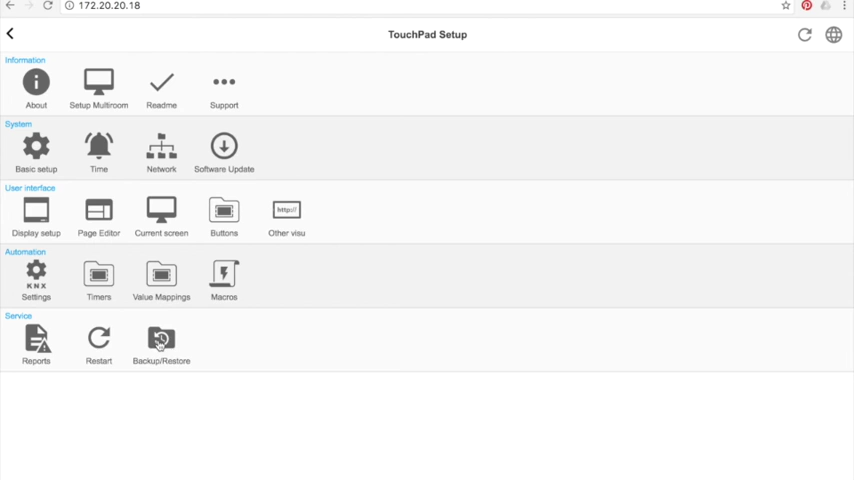 172.20.20.18
TouchPad Setup
Information
About Setup Multiroom Readme Support
System
Basic setup Time Network Software Update
User interface
http://
Display setup Page Editor Current screen Buttons Other visu
Automation
KNX
Settings Timers Value Mappings Macros
Service
Reports Restart Backup/Restore